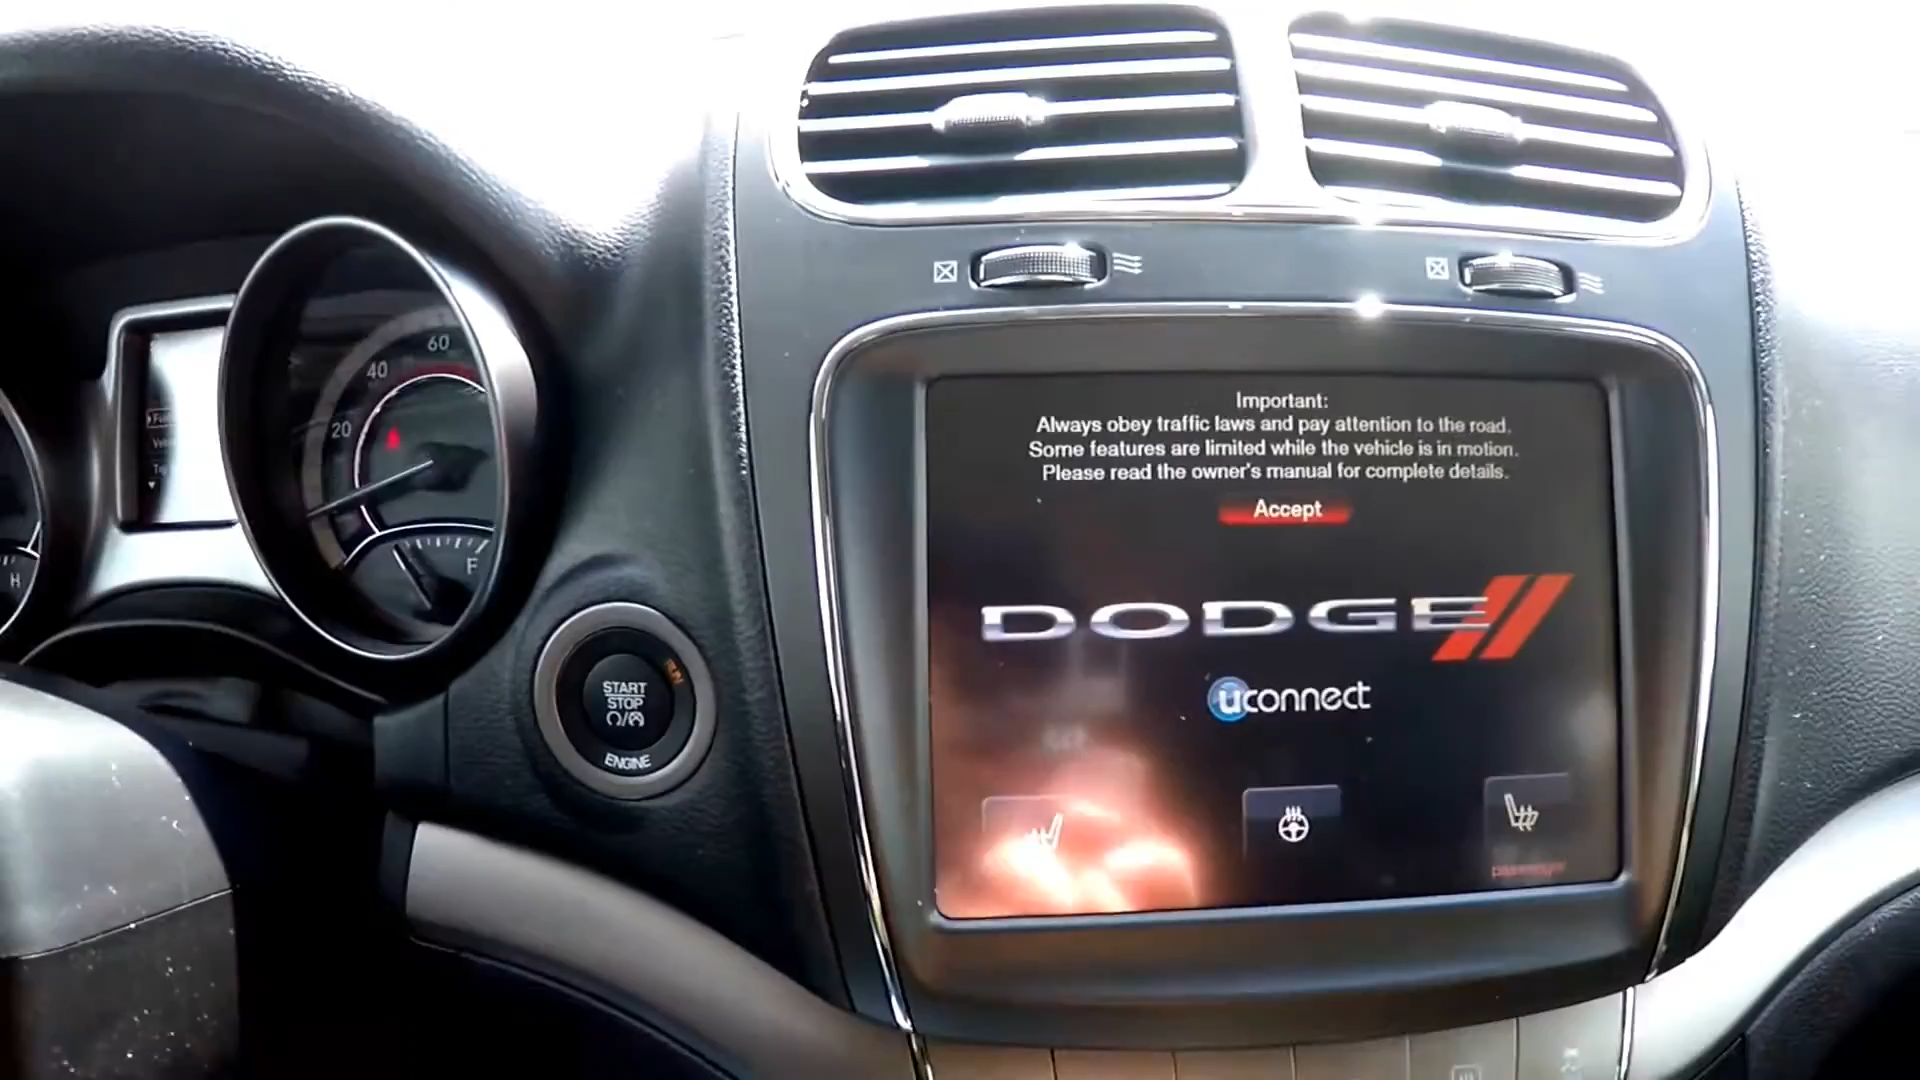 60
40
20
F
H
START
STOP
ENGINE
RUN
Important:
Always obey traffic laws and pay attention to the road.
Some features are limited while the vehicle is in motion.
Please read the owner's manual for complete details.
Accept
DODGE
uconnect
passenger